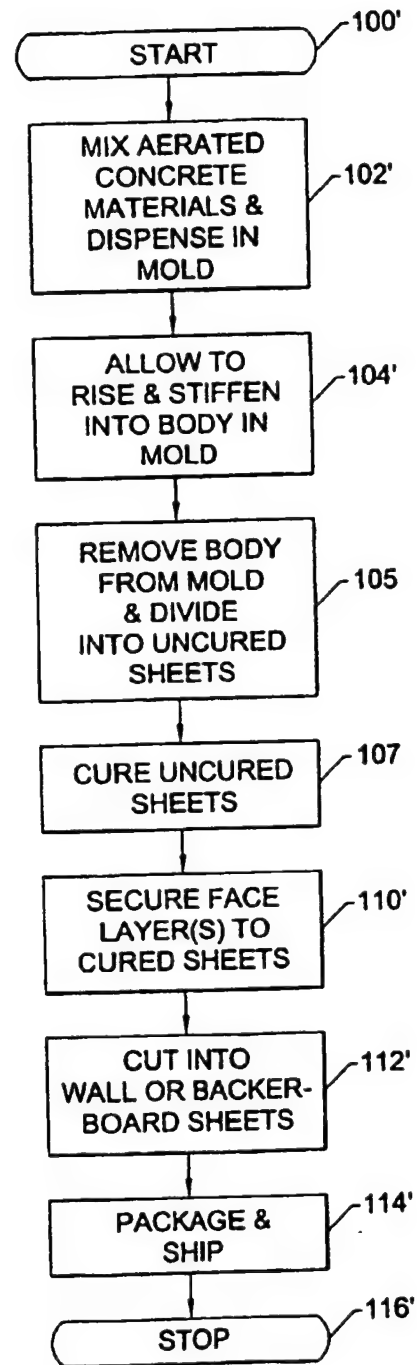 START
100'
MIX AERATED
CONCRETE
MATERIALS &
DISPENSE IN
MOLD
102'
ALLOW TO
RISE & STIFFEN
INTO BODY IN
MOLD
104'
REMOVE BODY
FROM MOLD
& DIVIDE
INTO UNCURED
SHEETS
105
CURE UNCURED
SHEETS
107
SECURE FACE
LAYER(S) TO
CURED SHEETS
110'
CUT INTO
WALL OR BACKER-
BOARD SHEETS
112'
PACKAGE &
SHIP
114'
STOP
116'